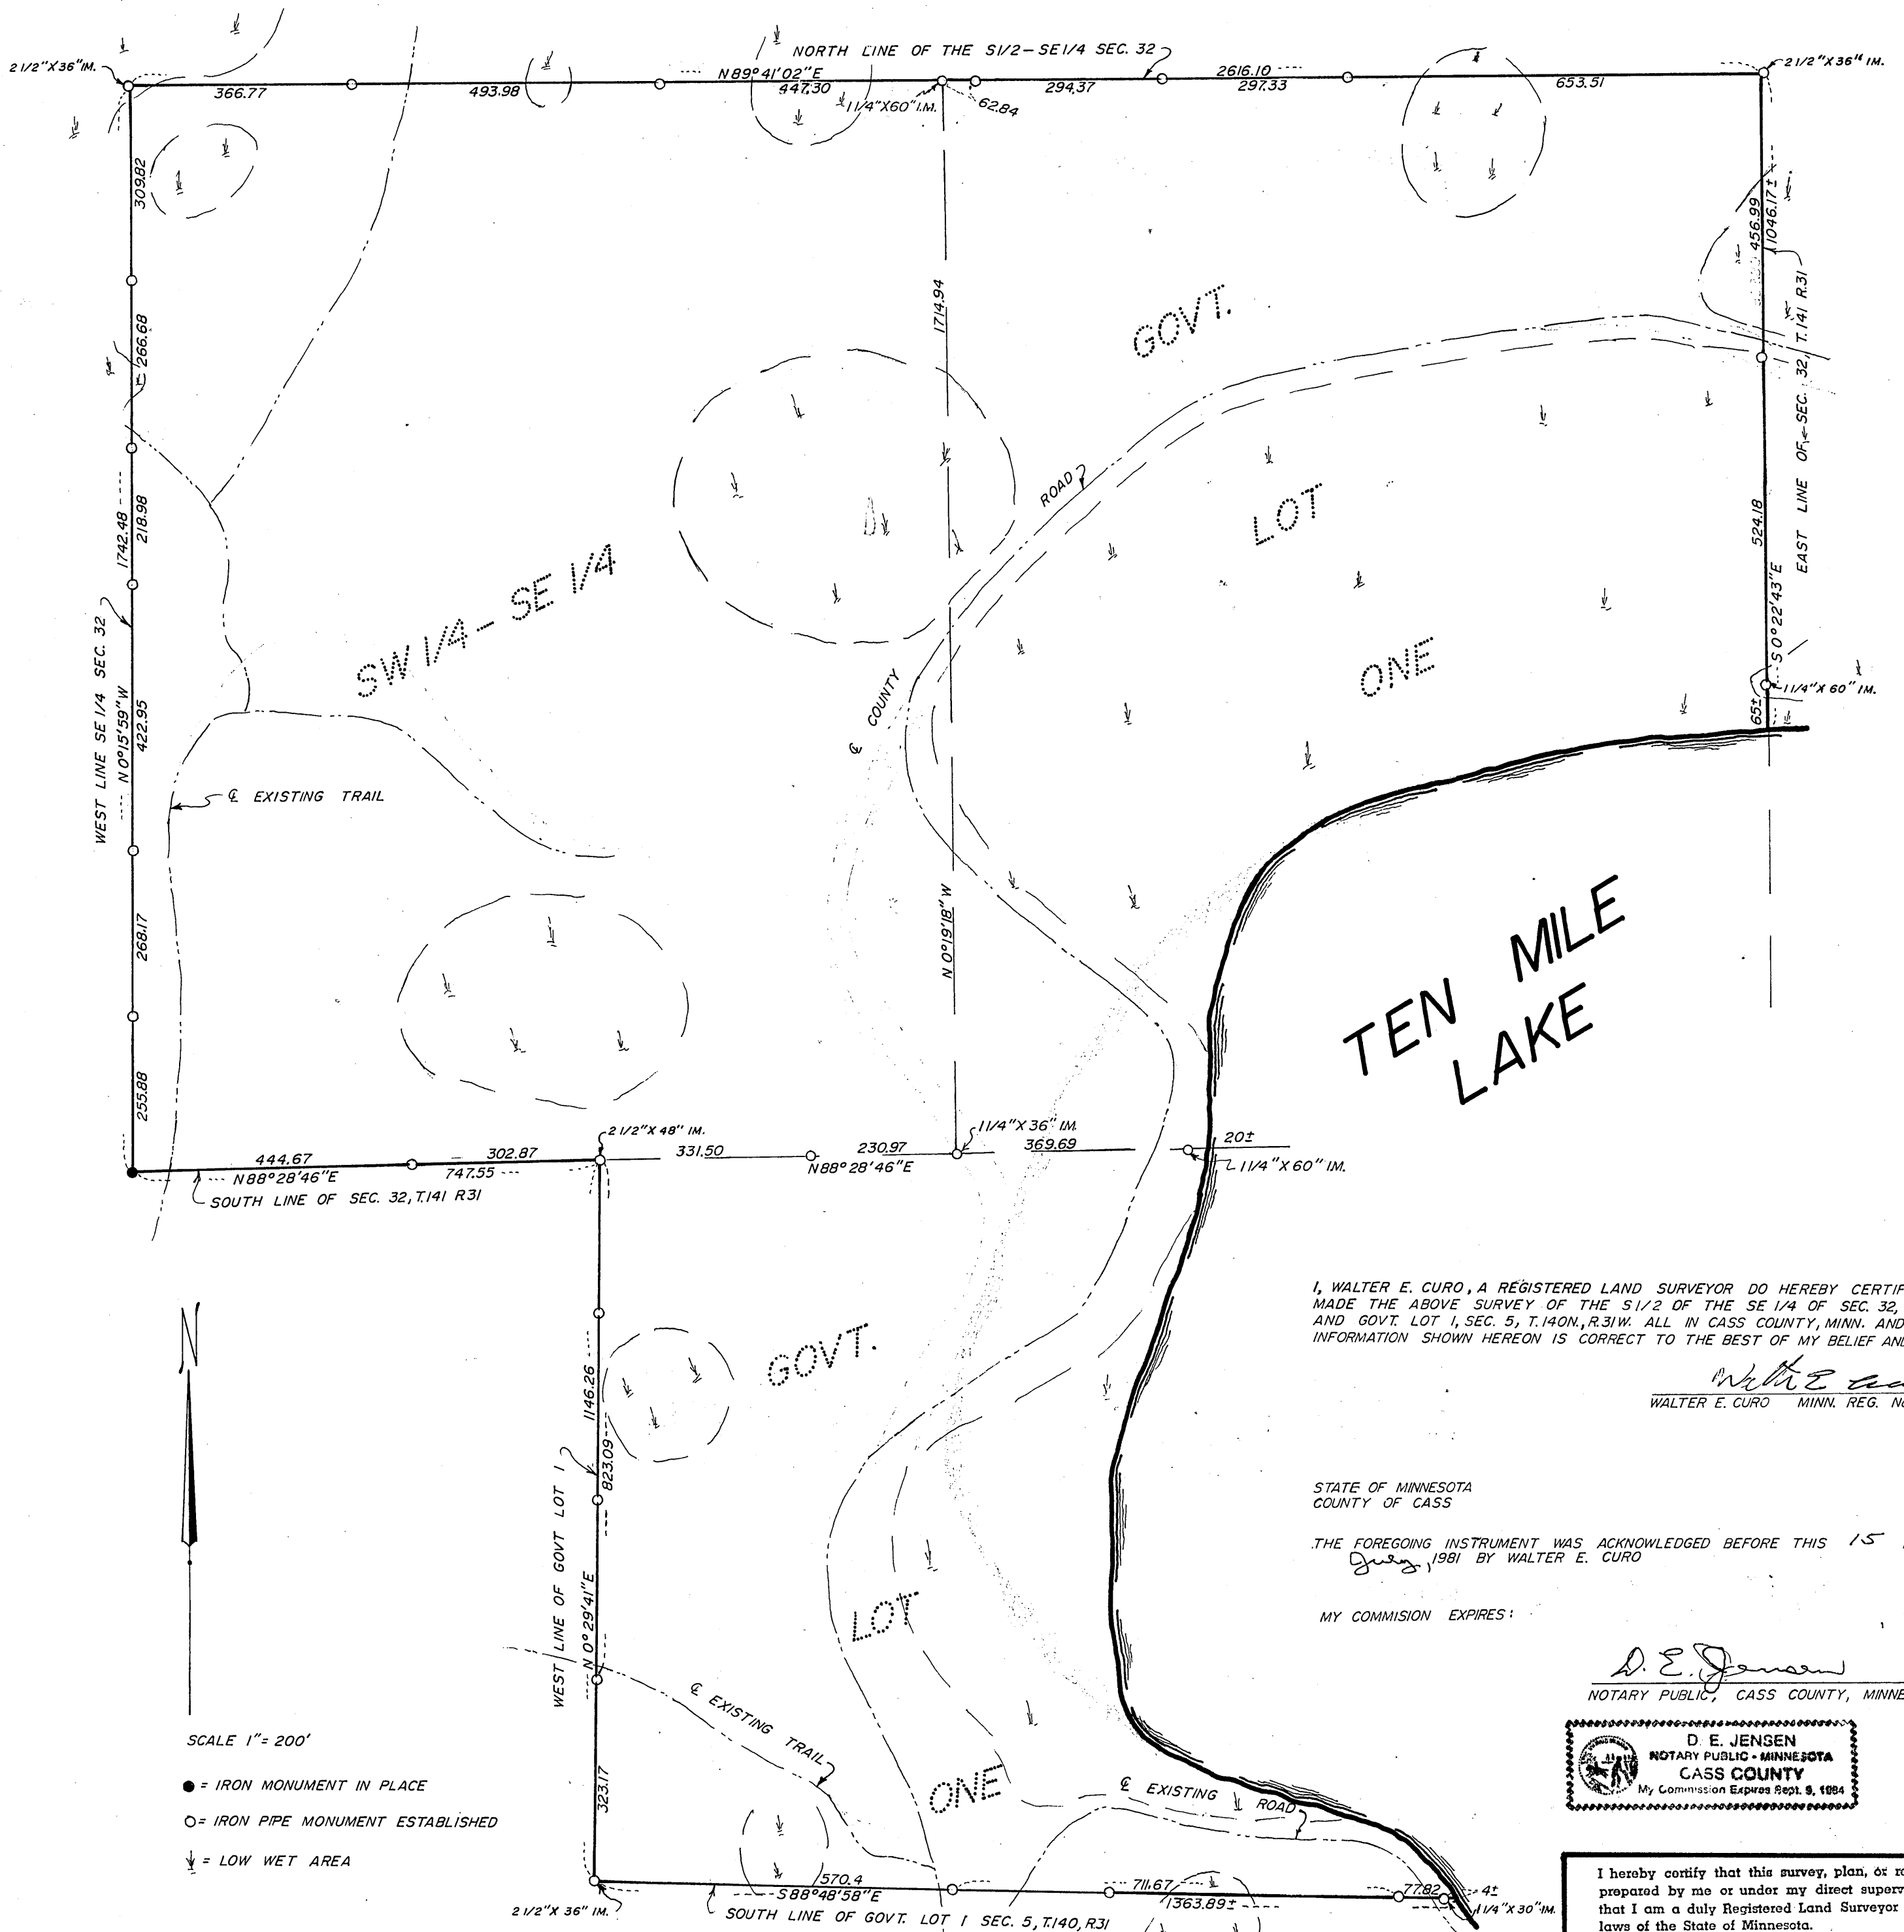 NORTH LINE OF THE S1/2-SE1/4 SEC. 32
2 1/2"X36"IM.
2 1/2"X36" IM.
N89°41'02"E
2616.10
366.77
493.98
447.30
1 1/4"X60" I.M.
62.84
294.37
297.33
653.51
309.82
266.68
1742.48
218.98
WEST LINE SE 1/4 SEC. 32
N 0°15'59" W
422.95
268.17
255.88
1714.94
N 0°19'18" W
456.99
1046.17±
EAST LINE OF SEC. 32, T.141 R31
524.18
S 0°22'43"E
65±
1 1/4"X 60" IM.
GOVT.
LOT
ONE
SW 1/4 - SE 1/4
℄ COUNTY ROAD
℄ EXISTING TRAIL
TEN MILE
LAKE
2 1/2"X 48" IM.
1 1/4"X 36" IM.
444.67
302.87
331.50
230.97
369.69
20±
N88°28'46"E
747.55
N88°28'46"E
1 1/4"X 60" IM.
SOUTH LINE OF SEC. 32, T.141 R31
N
I, WALTER E. CURO, A REGISTERED LAND SURVEYOR DO HEREBY CERTIF
MADE THE ABOVE SURVEY OF THE S1/2 OF THE SE 1/4 OF SEC. 32,
AND GOVT. LOT 1, SEC. 5, T.140N., R.31W. ALL IN CASS COUNTY, MINN. AND
INFORMATION SHOWN HEREON IS CORRECT TO THE BEST OF MY BELIEF AN
WALTER E. CURO MINN. REG. No
1146.26
823.09
WEST LINE OF GOVT LOT 1
N 0°29'41"E
323.17
GOVT.
LOT
ONE
℄ EXISTING TRAIL
℄ EXISTING ROAD
STATE OF MINNESOTA
COUNTY OF CASS
THE FOREGOING INSTRUMENT WAS ACKNOWLEDGED BEFORE THIS 15
July, 1981 BY WALTER E. CURO
MY COMMISION EXPIRES:
D. E. Jensen
NOTARY PUBLIC, CASS COUNTY, MINNE
D. E. JENSEN
NOTARY PUBLIC - MINNESOTA
CASS COUNTY
My Commission Expires Sept. 9, 1984
SCALE 1"= 200'
= IRON MONUMENT IN PLACE
= IRON PIPE MONUMENT ESTABLISHED
= LOW WET AREA
570.4
711.67
77.82
4±
S88°48'58"E
1363.89±
2 1/2"X 36" IM.
1 1/4"X 30" IM.
SOUTH LINE OF GOVT. LOT 1 SEC. 5, T.140, R31
I hereby certify that this survey, plan, or r
prepared by me or under my direct superv
that I am a duly Registered Land Surveyor
laws of the State of Minnesota.